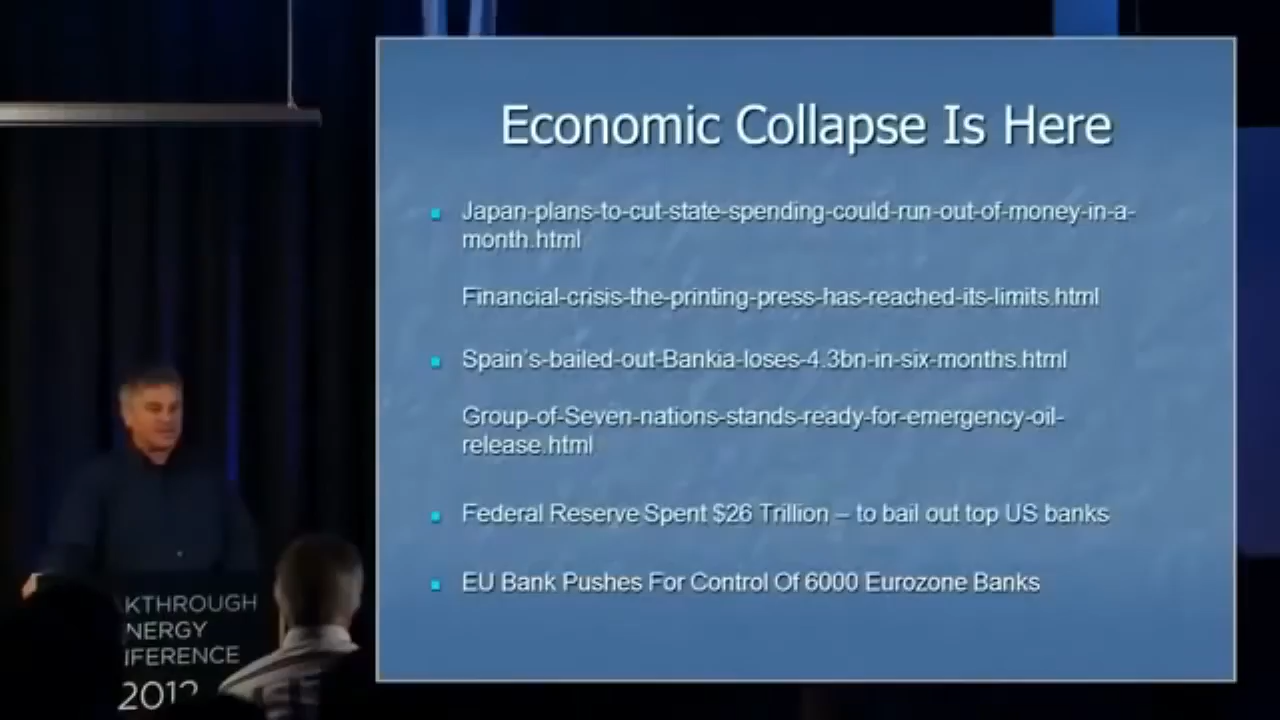 Economic Collapse Is Here
Japan-plans-to-cut-state-spending-could-run-out-of-money-in-a-
month.html
Financial-crisis-the-printing-press-has-reached-its-limits.html
Spain's-bailed-out-Bankia-loses-4.3bn-in-six-months.html
Group-of-Seven-nations-stands-ready-for-emergency-oil-
release.html
Federal Reserve Spent $26 Trillion – to bail out top US banks
EU Bank Pushes For Control Of 6000 Eurozone Banks
KTHROUGH
NERGY
IFERENCE
2012